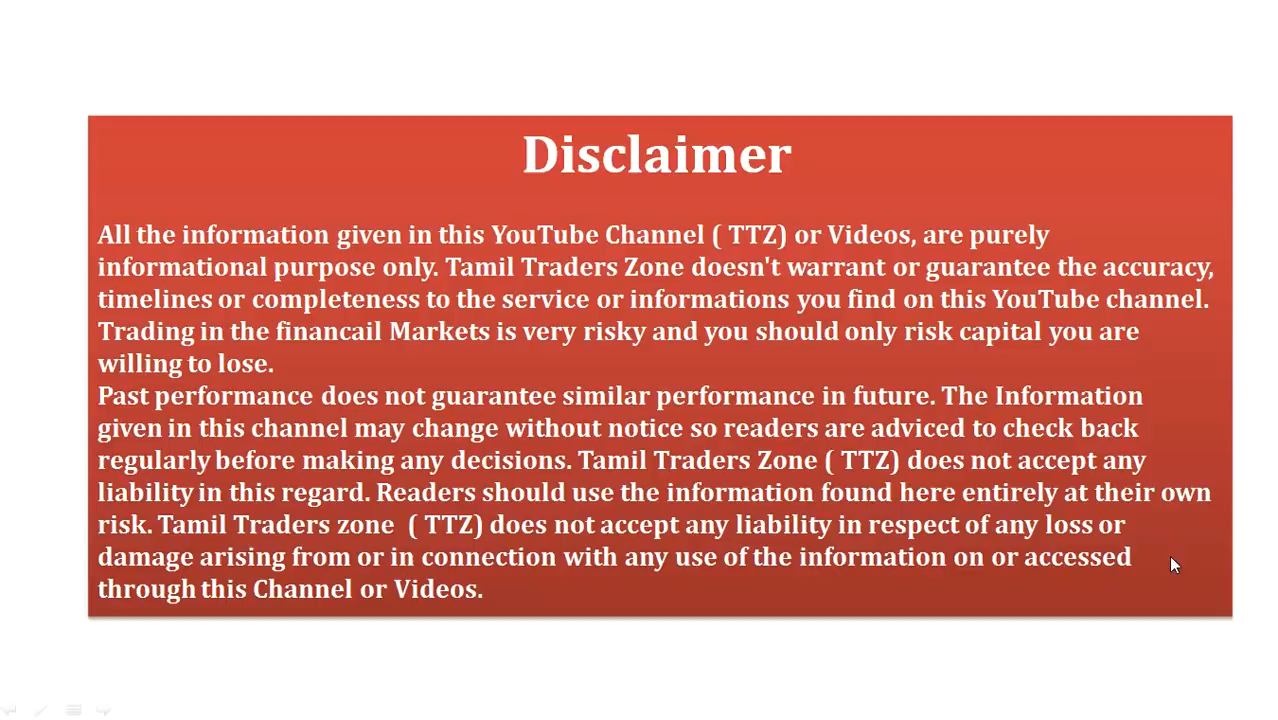 Disclaimer
All the information given in this YouTube Channel ( TTZ) or Videos, are purely
informational purpose only. Tamil Traders Zone doesn't warrant or guarantee the accuracy,
timelines or completeness to the service or informations you find on this YouTube channel.
Trading in the financail Markets is very risky and you should only risk capital you are
willing to lose.
Past performance does not guarantee similar performance in future. The Information
given in this channel may change without notice so readers are adviced to check back
regularly before making any decisions. Tamil Traders Zone ( TTZ) does not accept any
liability in this regard. Readers should use the information found here entirely at their own
risk. Tamil Traders zone  ( TTZ) does not accept any liability in respect of any loss or
damage arising from or in connection with any use of the information on or accessed
through this Channel or Videos.